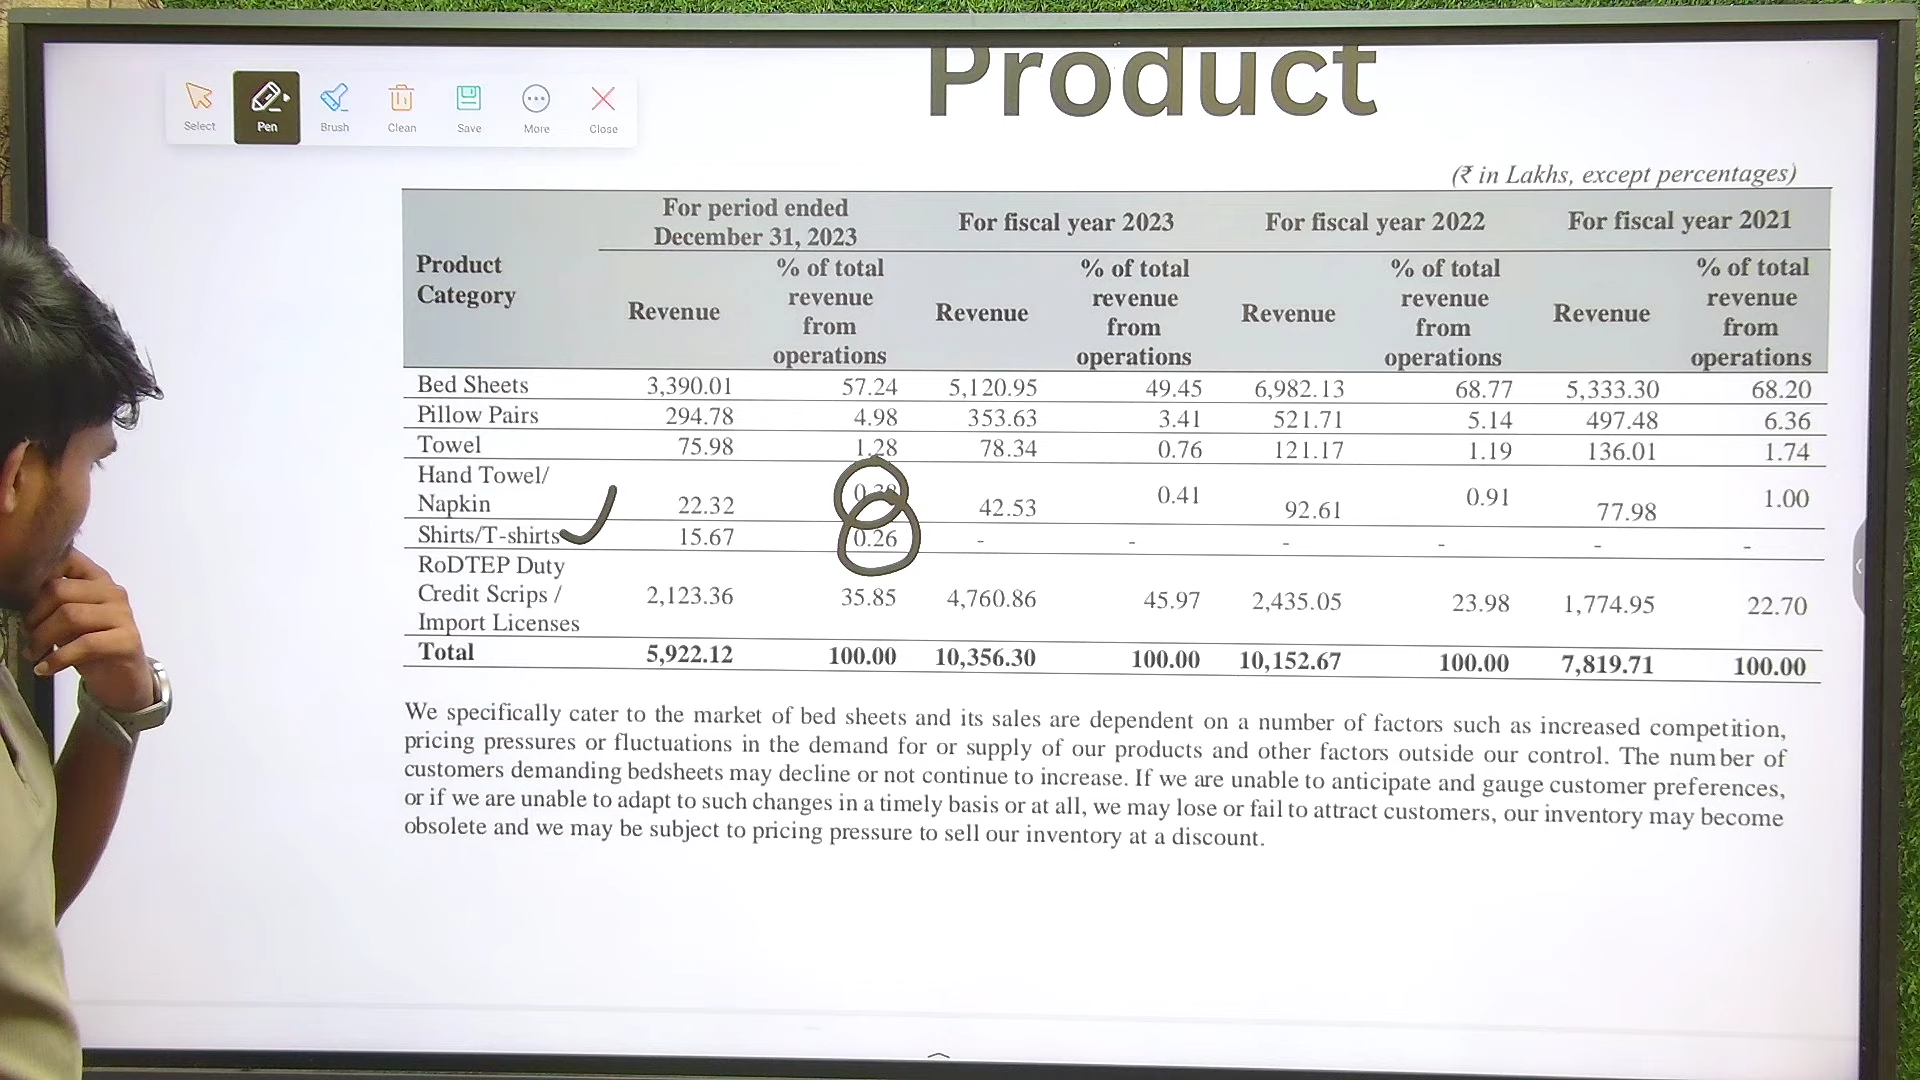 Product
Select Pen Brush Clean Save More Close
(₹ in Lakhs, except percentages)
Product Category
For period ended December 31, 2023 For fiscal year 2023 For fiscal year 2022 For fiscal year 2021
Revenue % of total revenue from operations Revenue % of total revenue from operations Revenue % of total revenue from operations Revenue % of total revenue from operations
Bed Sheets 3,390.01 57.24 5,120.95 49.45 6,982.13 68.77 5,333.30 68.20
Pillow Pairs 294.78 4.98 353.63 3.41 521.71 5.14 497.48 6.36
Towel 75.98 1.28 78.34 0.76 121.17 1.19 136.01 1.74
Hand Towel/ Napkin 22.32 42.53 0.41 92.61 0.91 77.98 1.00
Shirts/T-shirts 15.67 0.26 - - - - - -
RoDTEP Duty Credit Scrips / Import Licenses 2,123.36 35.85 4,760.86 45.97 2,435.05 23.98 1,774.95 22.70
Total 5,922.12 100.00 10,356.30 100.00 10,152.67 100.00 7,819.71 100.00
We specifically cater to the market of bed sheets and its sales are dependent on a number of factors such as increased competition,
pricing pressures or fluctuations in the demand for or supply of our products and other factors outside our control. The number of
customers demanding bedsheets may decline or not continue to increase. If we are unable to anticipate and gauge customer preferences,
or if we are unable to adapt to such changes in a timely basis or at all, we may lose or fail to attract customers, our inventory may become
obsolete and we may be subject to pricing pressure to sell our inventory at a discount.